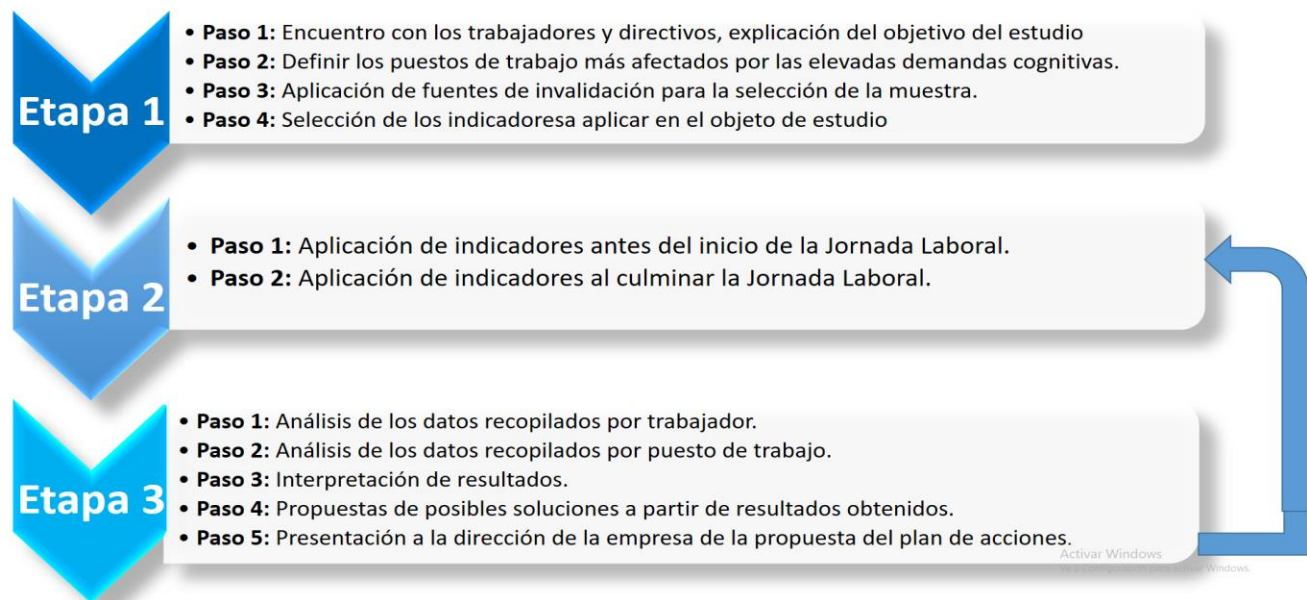 Etapa 1
• Paso 1: Encuentro con los trabajadores y directivos, explicación del objetivo del estudio
• Paso 2: Definir los puestos de trabajo más afectados por las elevadas demandas cognitivas.
• Paso 3: Aplicación de fuentes de invalidación para la selección de la muestra.
• Paso 4: Selección de los indicadoresa aplicar en el objeto de estudio
Etapa 2
• Paso 1: Aplicación de indicadores antes del inicio de la Jornada Laboral.
• Paso 2: Aplicación de indicadores al culminar la Jornada Laboral.
Etapa 3
• Paso 1: Análisis de los datos recopilados por trabajador.
• Paso 2: Análisis de los datos recopilados por puesto de trabajo.
• Paso 3: Interpretación de resultados.
• Paso 4: Propuestas de posibles soluciones a partir de resultados obtenidos.
• Paso 5: Presentación a la dirección de la empresa de la propuesta del plan de acciones.
Activar Windows
Ve a Configuración para activar Windows.